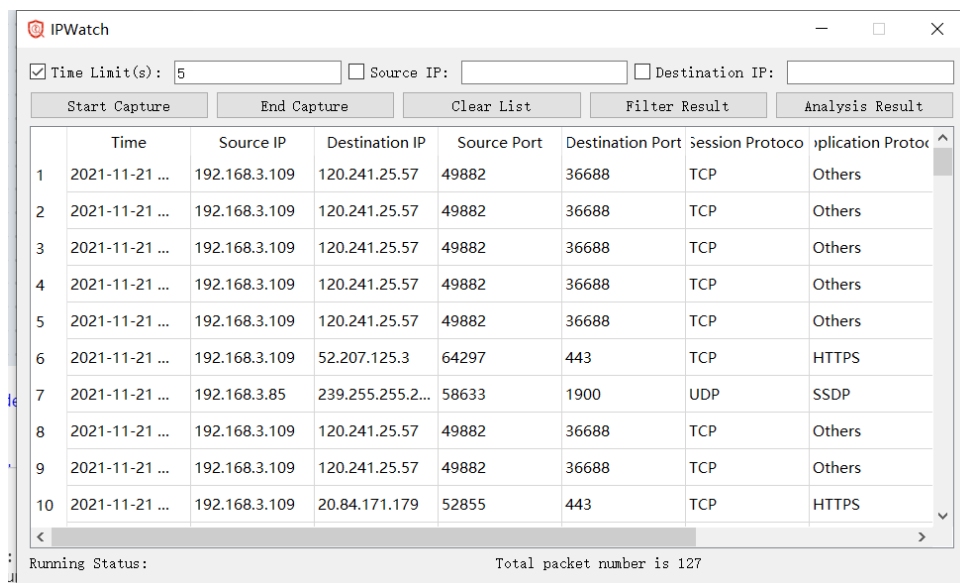 IPWatch
Time Limit(s): 5 Source IP: Destination IP:
Start Capture End Capture Clear List Filter Result Analysis Result
Time Source IP Destination IP Source Port Destination Port Session Protoco plication Protoc
1 2021-11-21 ... 192.168.3.109 120.241.25.57 49882 36688 TCP Others
2 2021-11-21 ... 192.168.3.109 120.241.25.57 49882 36688 TCP Others
3 2021-11-21 ... 192.168.3.109 120.241.25.57 49882 36688 TCP Others
4 2021-11-21 ... 192.168.3.109 120.241.25.57 49882 36688 TCP Others
5 2021-11-21 ... 192.168.3.109 120.241.25.57 49882 36688 TCP Others
6 2021-11-21 ... 192.168.3.109 52.207.125.3 64297 443 TCP HTTPS
7 2021-11-21 ... 192.168.3.85 239.255.255.2... 58633 1900 UDP SSDP
8 2021-11-21 ... 192.168.3.109 120.241.25.57 49882 36688 TCP Others
9 2021-11-21 ... 192.168.3.109 120.241.25.57 49882 36688 TCP Others
10 2021-11-21 ... 192.168.3.109 20.84.171.179 52855 443 TCP HTTPS
Running Status: Total packet number is 127